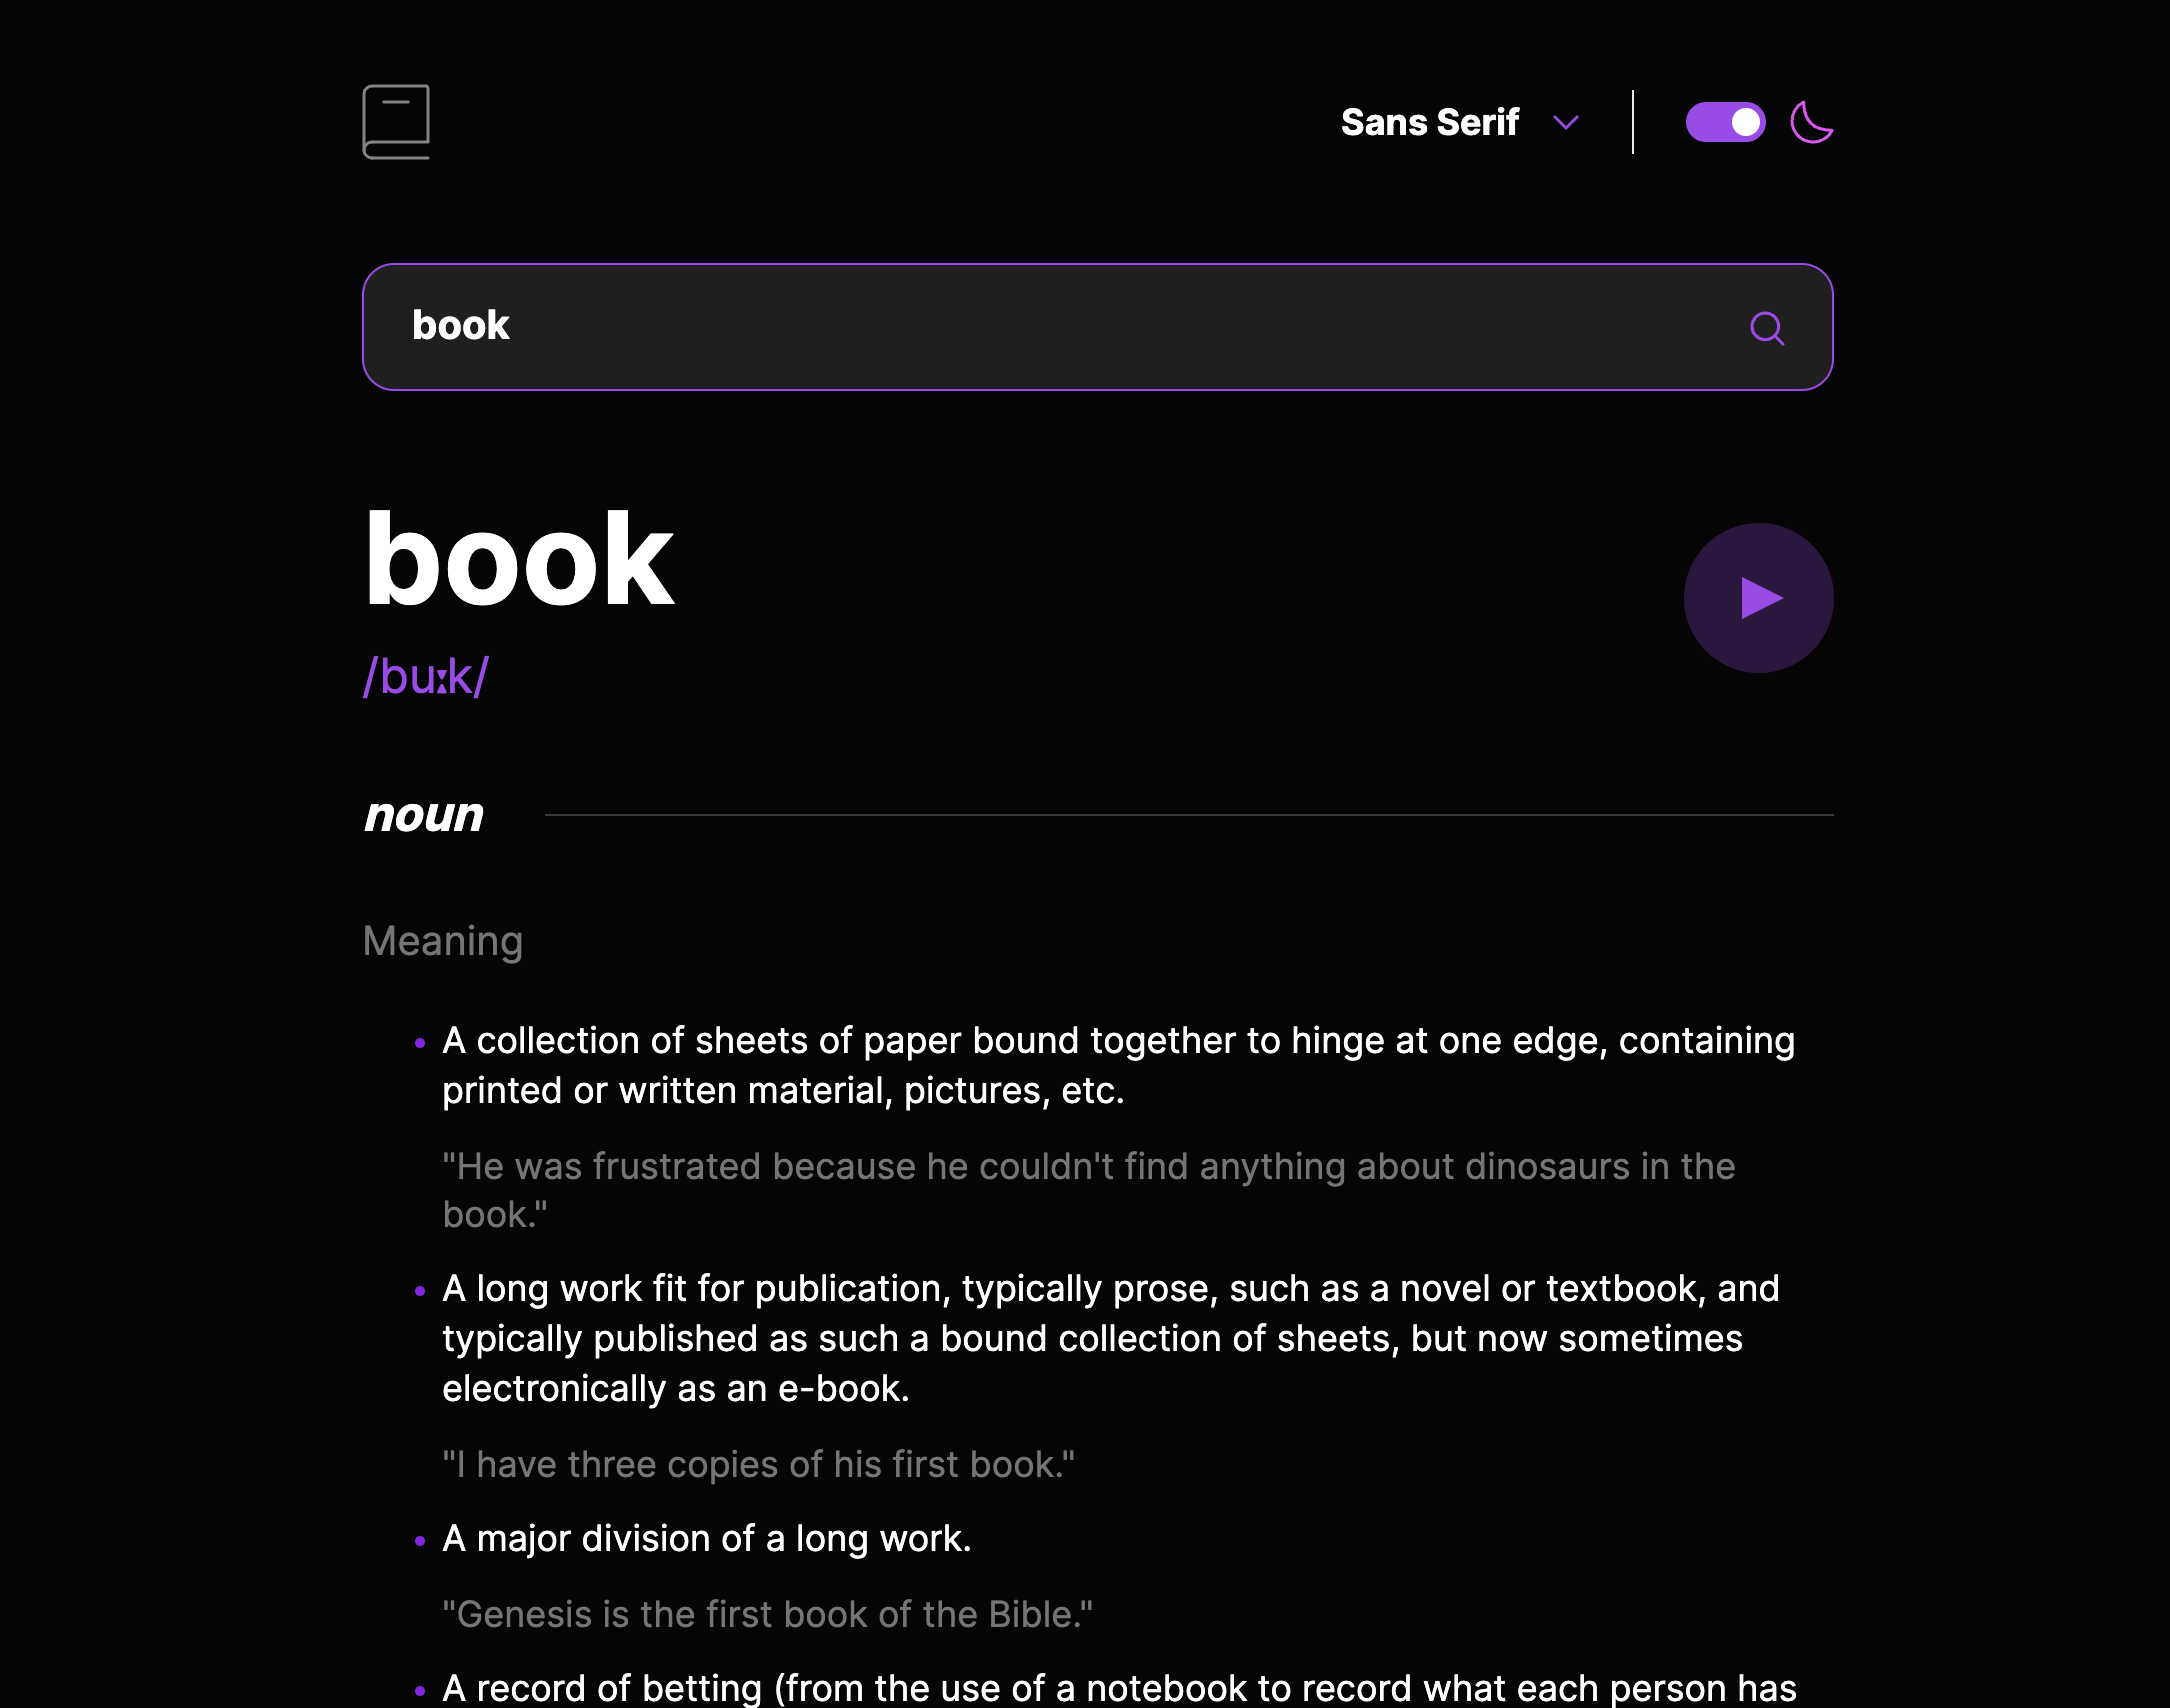 Sans Serif
book
book
/buːk/
noun
Meaning
A collection of sheets of paper bound together to hinge at one edge, containing
printed or written material, pictures, etc.
"He was frustrated because he couldn't find anything about dinosaurs in the
book."
A long work fit for publication, typically prose, such as a novel or textbook, and
typically published as such a bound collection of sheets, but now sometimes
electronically as an e-book.
"I have three copies of his first book."
A major division of a long work.
"Genesis is the first book of the Bible."
A record of betting (from the use of a notebook to record what each person has